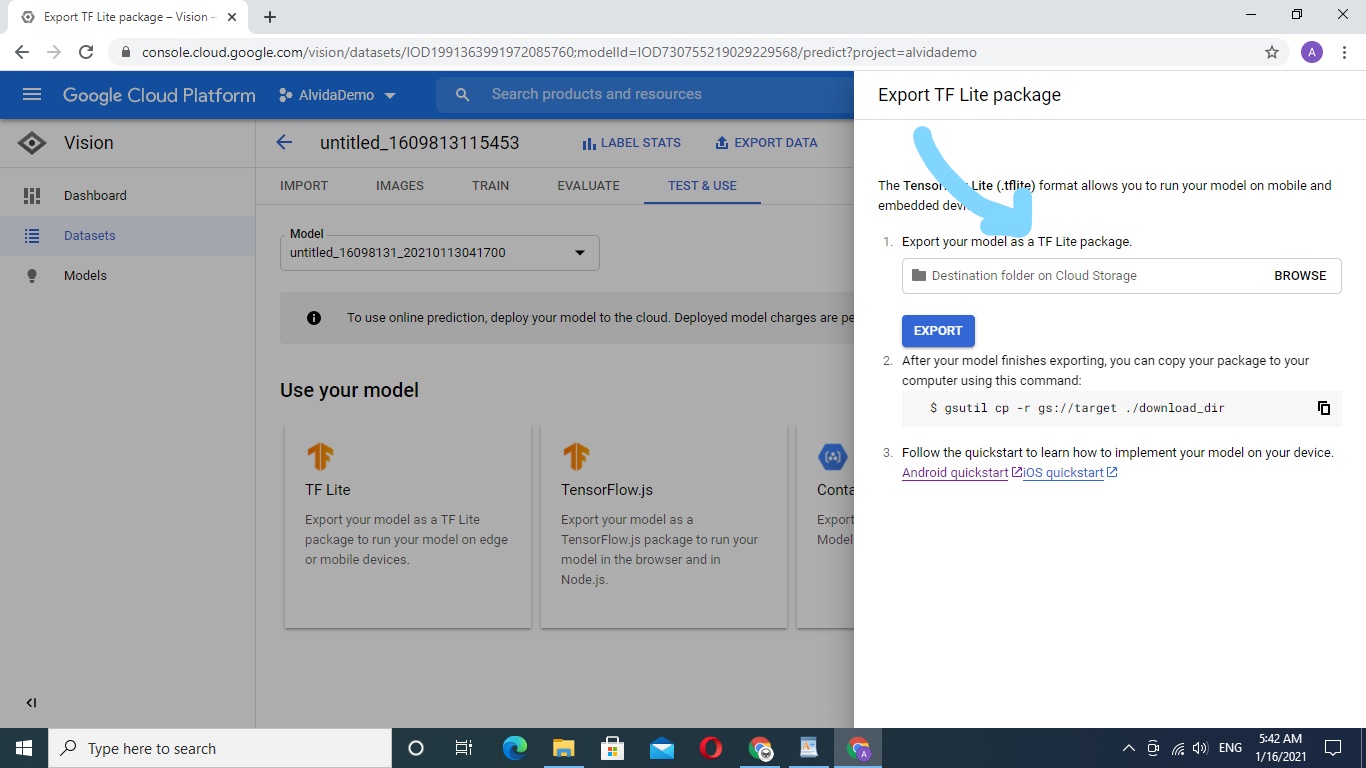 Export TF Lite package – Vision –
console.cloud.google.com/vision/datasets/IOD1991363991972085760;modelId=IOD730755219029229568/predict?project=alvidademo
A
Google Cloud Platform
AlvidaDemo
Search products and resources
Vision
Dashboard
Datasets
Models
untitled_1609813115453
LABEL STATS
EXPORT DATA
IMPORT
IMAGES
TRAIN
EVALUATE
TEST & USE
Model
untitled_16098131_20210113041700
To use online prediction, deploy your model to the cloud. Deployed model charges are pe
Use your model
TF Lite
Export your model as a TF Lite
package to run your model on edge
or mobile devices.
TensorFlow.js
Export your model as a
TensorFlow.js package to run your
model in the browser and in
Node.js.
Conta
Export
Model
Export TF Lite package
The Lite (.tflite) format allows you to run your model on mobile and
embedded
1. Export your model as a TF Lite package.
Destination folder on Cloud Storage
BROWSE
EXPORT
2. After your model finishes exporting, you can copy your package to your
computer using this command:
$ gsutil cp -r gs://target ./download_dir
3. Follow the quickstart to learn how to implement your model on your device.
Android quickstart iOS quickstart
Type here to search
A
ENG
5:42 AM
1/16/2021